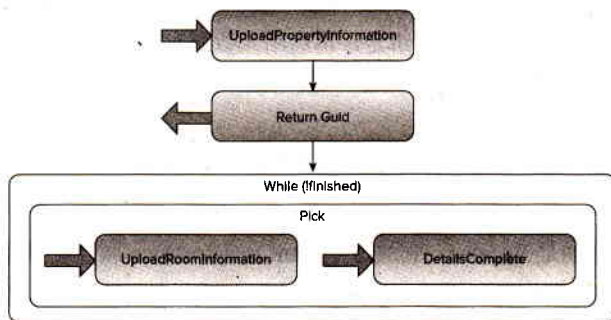 UploadPropertyInformation
Return Guid
While (!finished)
Pick
UploadRoomInformation
DetailsComplete